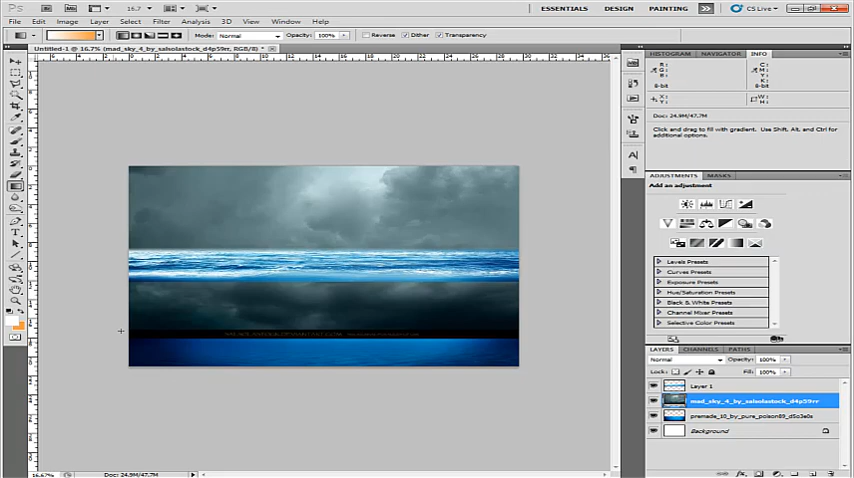 Ps Br Mb 16.7
ESSENTIALS DESIGN PAINTING CS Live
File Edit Image Layer Select Filter Analysis 3D View Window Help
Mode: Normal Opacity: 100% Reverse Dither Transparency
Untitled-1 @ 16.7% (mad_sky_4_by_salsolastock_d4p59rr, RGB/8) *
HISTOGRAM NAVIGATOR INFO
R: C:
G: M:
B: Y:
K:
8-bit 8-bit
X: W:
Y: H:
Doc: 24.9M/47.7M
Click and drag to fill with gradient. Use Shift, Alt, and Ctrl for
additional options.
ADJUSTMENTS MASKS
Add an adjustment
Levels Presets
Curves Presets
Exposure Presets
Hue/Saturation Presets
Black & White Presets
Channel Mixer Presets
Selective Color Presets
LAYERS CHANNELS PATHS
Normal Opacity: 100%
Lock: Fill: 100%
Layer 1
mad_sky_4_by_salsolastock_d4p59rr
premade_10_by_pure_poison89_d5o3e0s
Background
16.67% Doc: 24.9M/47.7M